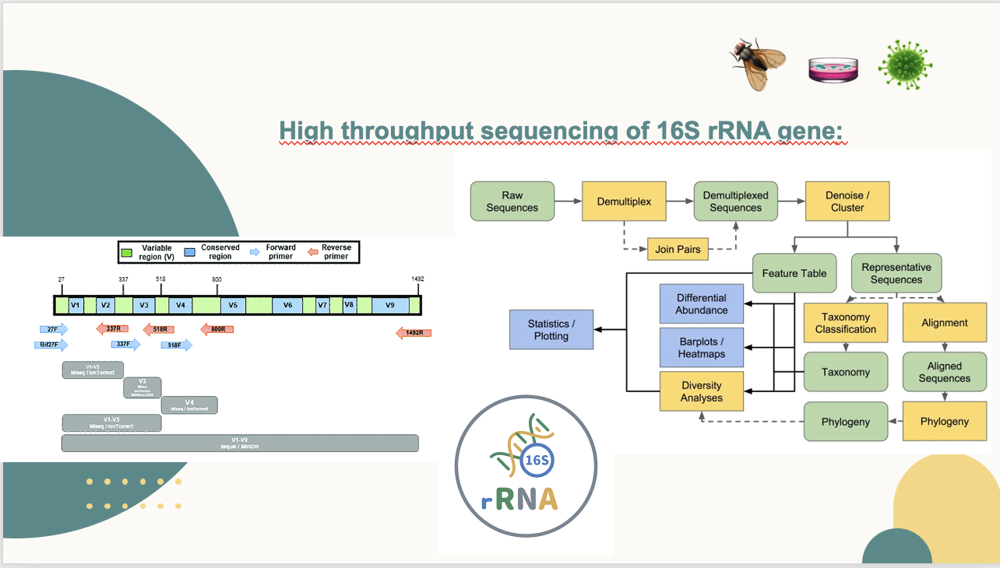 High throughput sequencing of 16S rRNA gene:
Raw
Sequences
Demultiplex
Demultiplexed
Sequences
Denoise /
Cluster
Join Pairs
Feature Table
Representative
Sequences
Differential
Abundance
Statistics /
Plotting
Barplots /
Heatmaps
Diversity
Analyses
Taxonomy
Classification
Alignment
Taxonomy
Aligned
Sequences
Phylogeny
Phylogeny
Variable
region (V)
Conserved
region
Forward
primer
Reverse
primer
27 337 518 800 1492
V1 V2 V3 V4 V5 V6 V7 V8 V9
27F 337R 518R 800R 1492R
Bif27F 337F 518F
V1-V2
Miseq / IonTorrent
V3
Miseq
IonTorrent
V4
Miseq / IonTorrent
V1-V3
Miseq / IonTorrent
V1-V9
Sequel / MinION
16S
rRNA